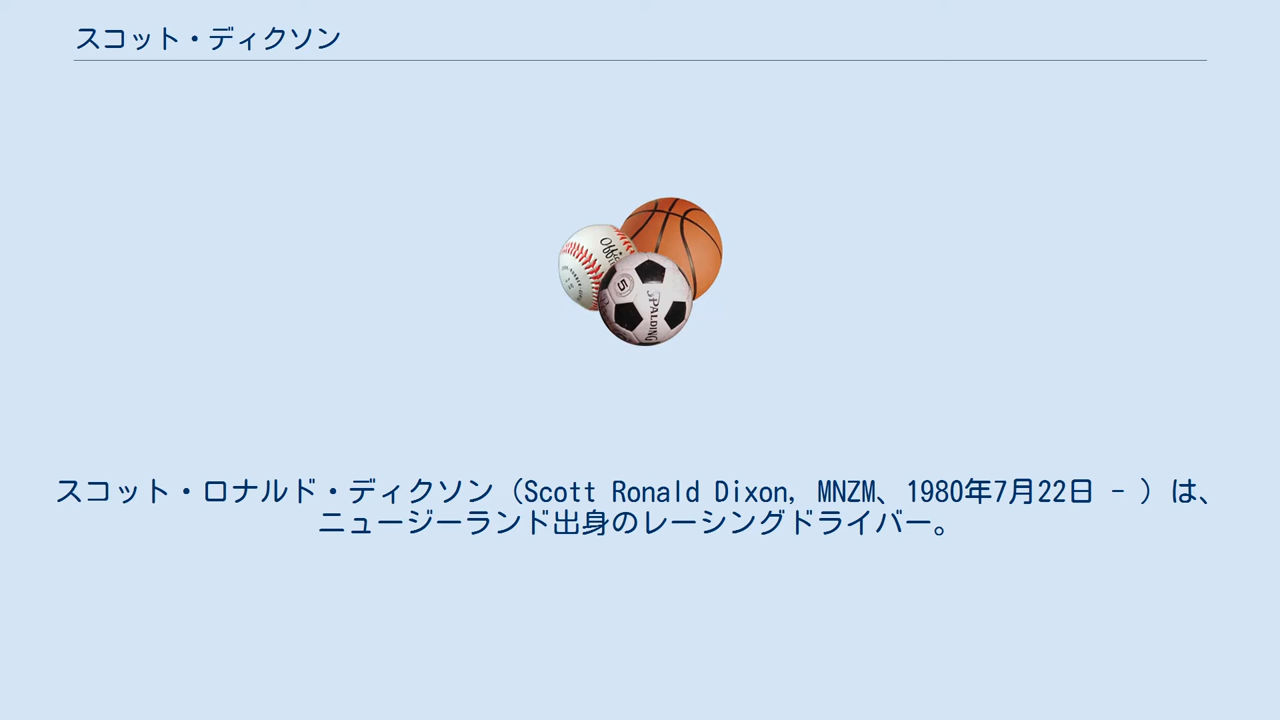 スコット・ディクソン
Offici
5
SPALDING
スコット・ロナルド・ディクソン（Scott Ronald Dixon, MNZM、1980年7月22日 - ）は、
ニュージーランド出身のレーシングドライバー。